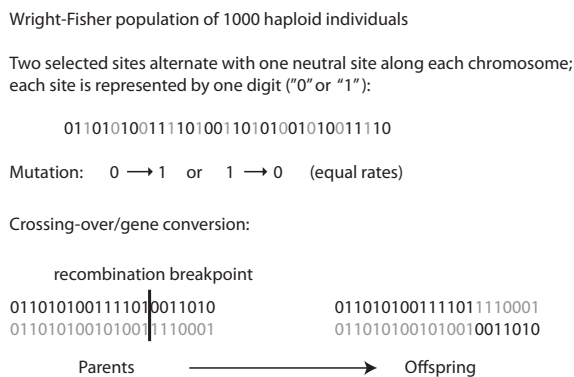 Wright-Fisher population of 1000 haploid individuals
Two selected sites alternate with one neutral site along each chromosome;
each site is represented by one digit ("0" or “1”):
01101010011110100110101001010011110
Mutation: 0 → 1 or 1 → 0 (equal rates)
Crossing-over/gene conversion:
recombination breakpoint
0110101001111010011010 0110101001111011110001
0110101001010011110001 0110101001010010011010
Parents → Offspring